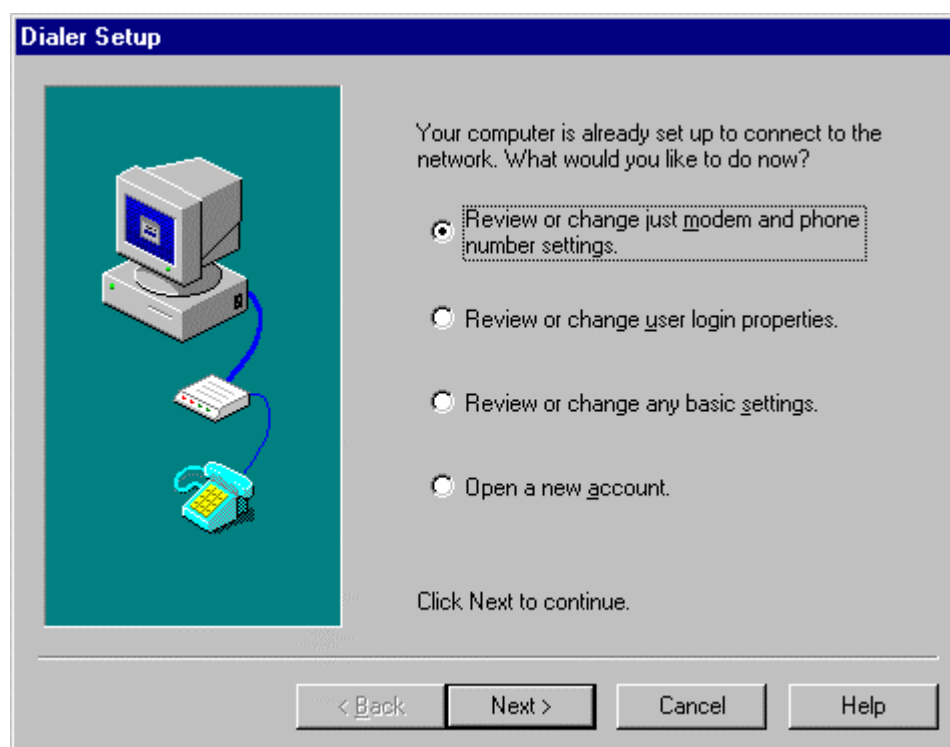 Dialer Setup
Your computer is already set up to connect to the
network. What would you like to do now?
Review or change just modem and phone
number settings.
Review or change user login properties.
Review or change any basic settings.
Open a new account.
Click Next to continue.
< Back
Next >
Cancel
Help